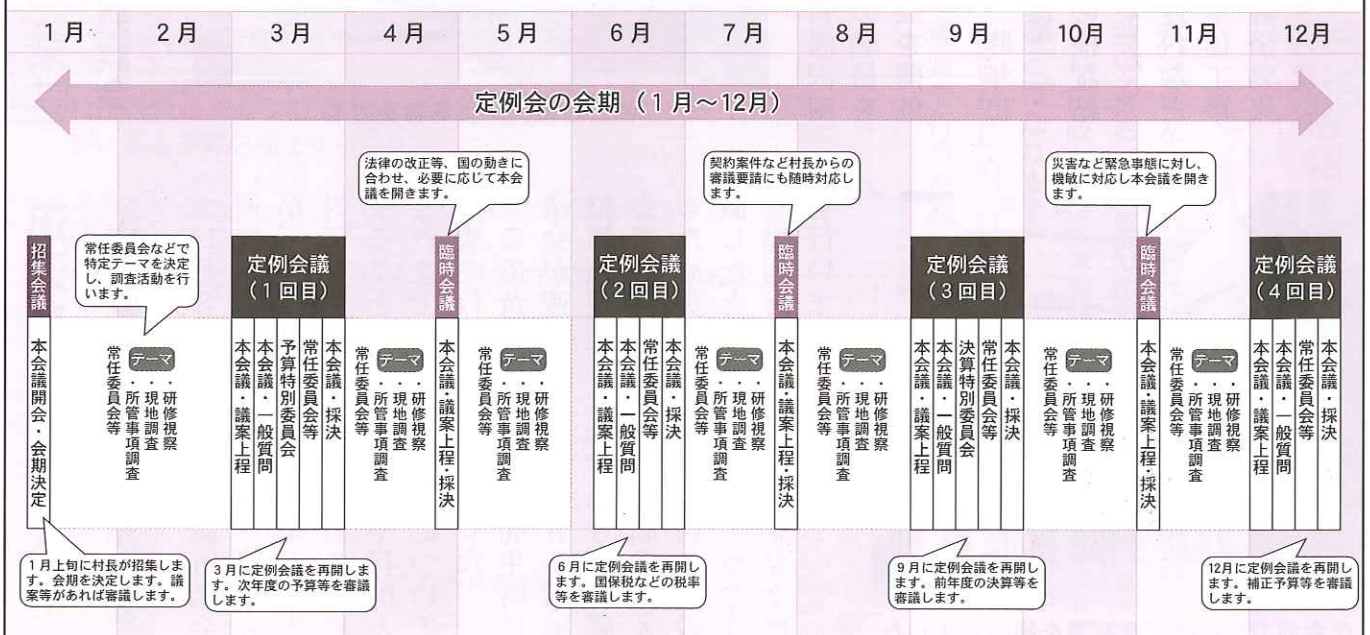 1月 2月 3月 4月 5月 6月 7月 8月 9月 10月 11月 12月
定例会の会期(1月~12月)
法律の改正等、国の動きに
合わせ、必要に応じて本会
議を開きます。
契約案件など村長からの
審議要請にも随時対応し
ます。
災害など緊急事態に対し、
機敏に対応し本会議を開き
ます。
招集会議
常任委員会などで
特定テーマを決定
し、調査活動を行
います。
定例会議
(1回目)
臨時会議
定例会議
(2回目)
臨時会議
定例会議
(3回目)
臨時会議
定例会議
(4回目)
本会議開会・会期決定
常任委員会等
テーマ
・所管事項調査
・現地調査
・研修視察
本会議・議案上程
本会議・一般質問
予算特別委員会
常任委員会等
本会議・採決
常任委員会等
テーマ
・所管事項調査
・現地調査
・研修視察
本会議・議案上程・採決
常任委員会等
テーマ
・所管事項調査
・現地調査
・研修視察
本会議・議案上程
本会議・一般質問
常任委員会等
本会議・採決
常任委員会等
テーマ
・所管事項調査
・現地調査
・研修視察
本会議・議案上程・採決
常任委員会等
テーマ
・所管事項調査
・現地調査
・研修視察
本会議・議案上程
本会議・一般質問
決算特別委員会
常任委員会等
本会議・採決
常任委員会等
テーマ
・所管事項調査
・現地調査
・研修視察
本会議・議案上程・採決
常任委員会等
テーマ
・所管事項調査
・現地調査
・研修視察
本会議・議案上程
本会議・一般質問
常任委員会等
本会議・採決
1月上旬に村長が招集しま
す。会期を決定します。議
案等があれば審議します。
3月に定例会議を再開しま
す。次年度の予算等を審議
します。
6月に定例会議を再開しま
す。国保税などの税率
等を審議します。
9月に定例会議を再開し
ます。前年度の決算等を
審議します。
12月に定例会議を再開し
ます。補正予算等を審議
します。